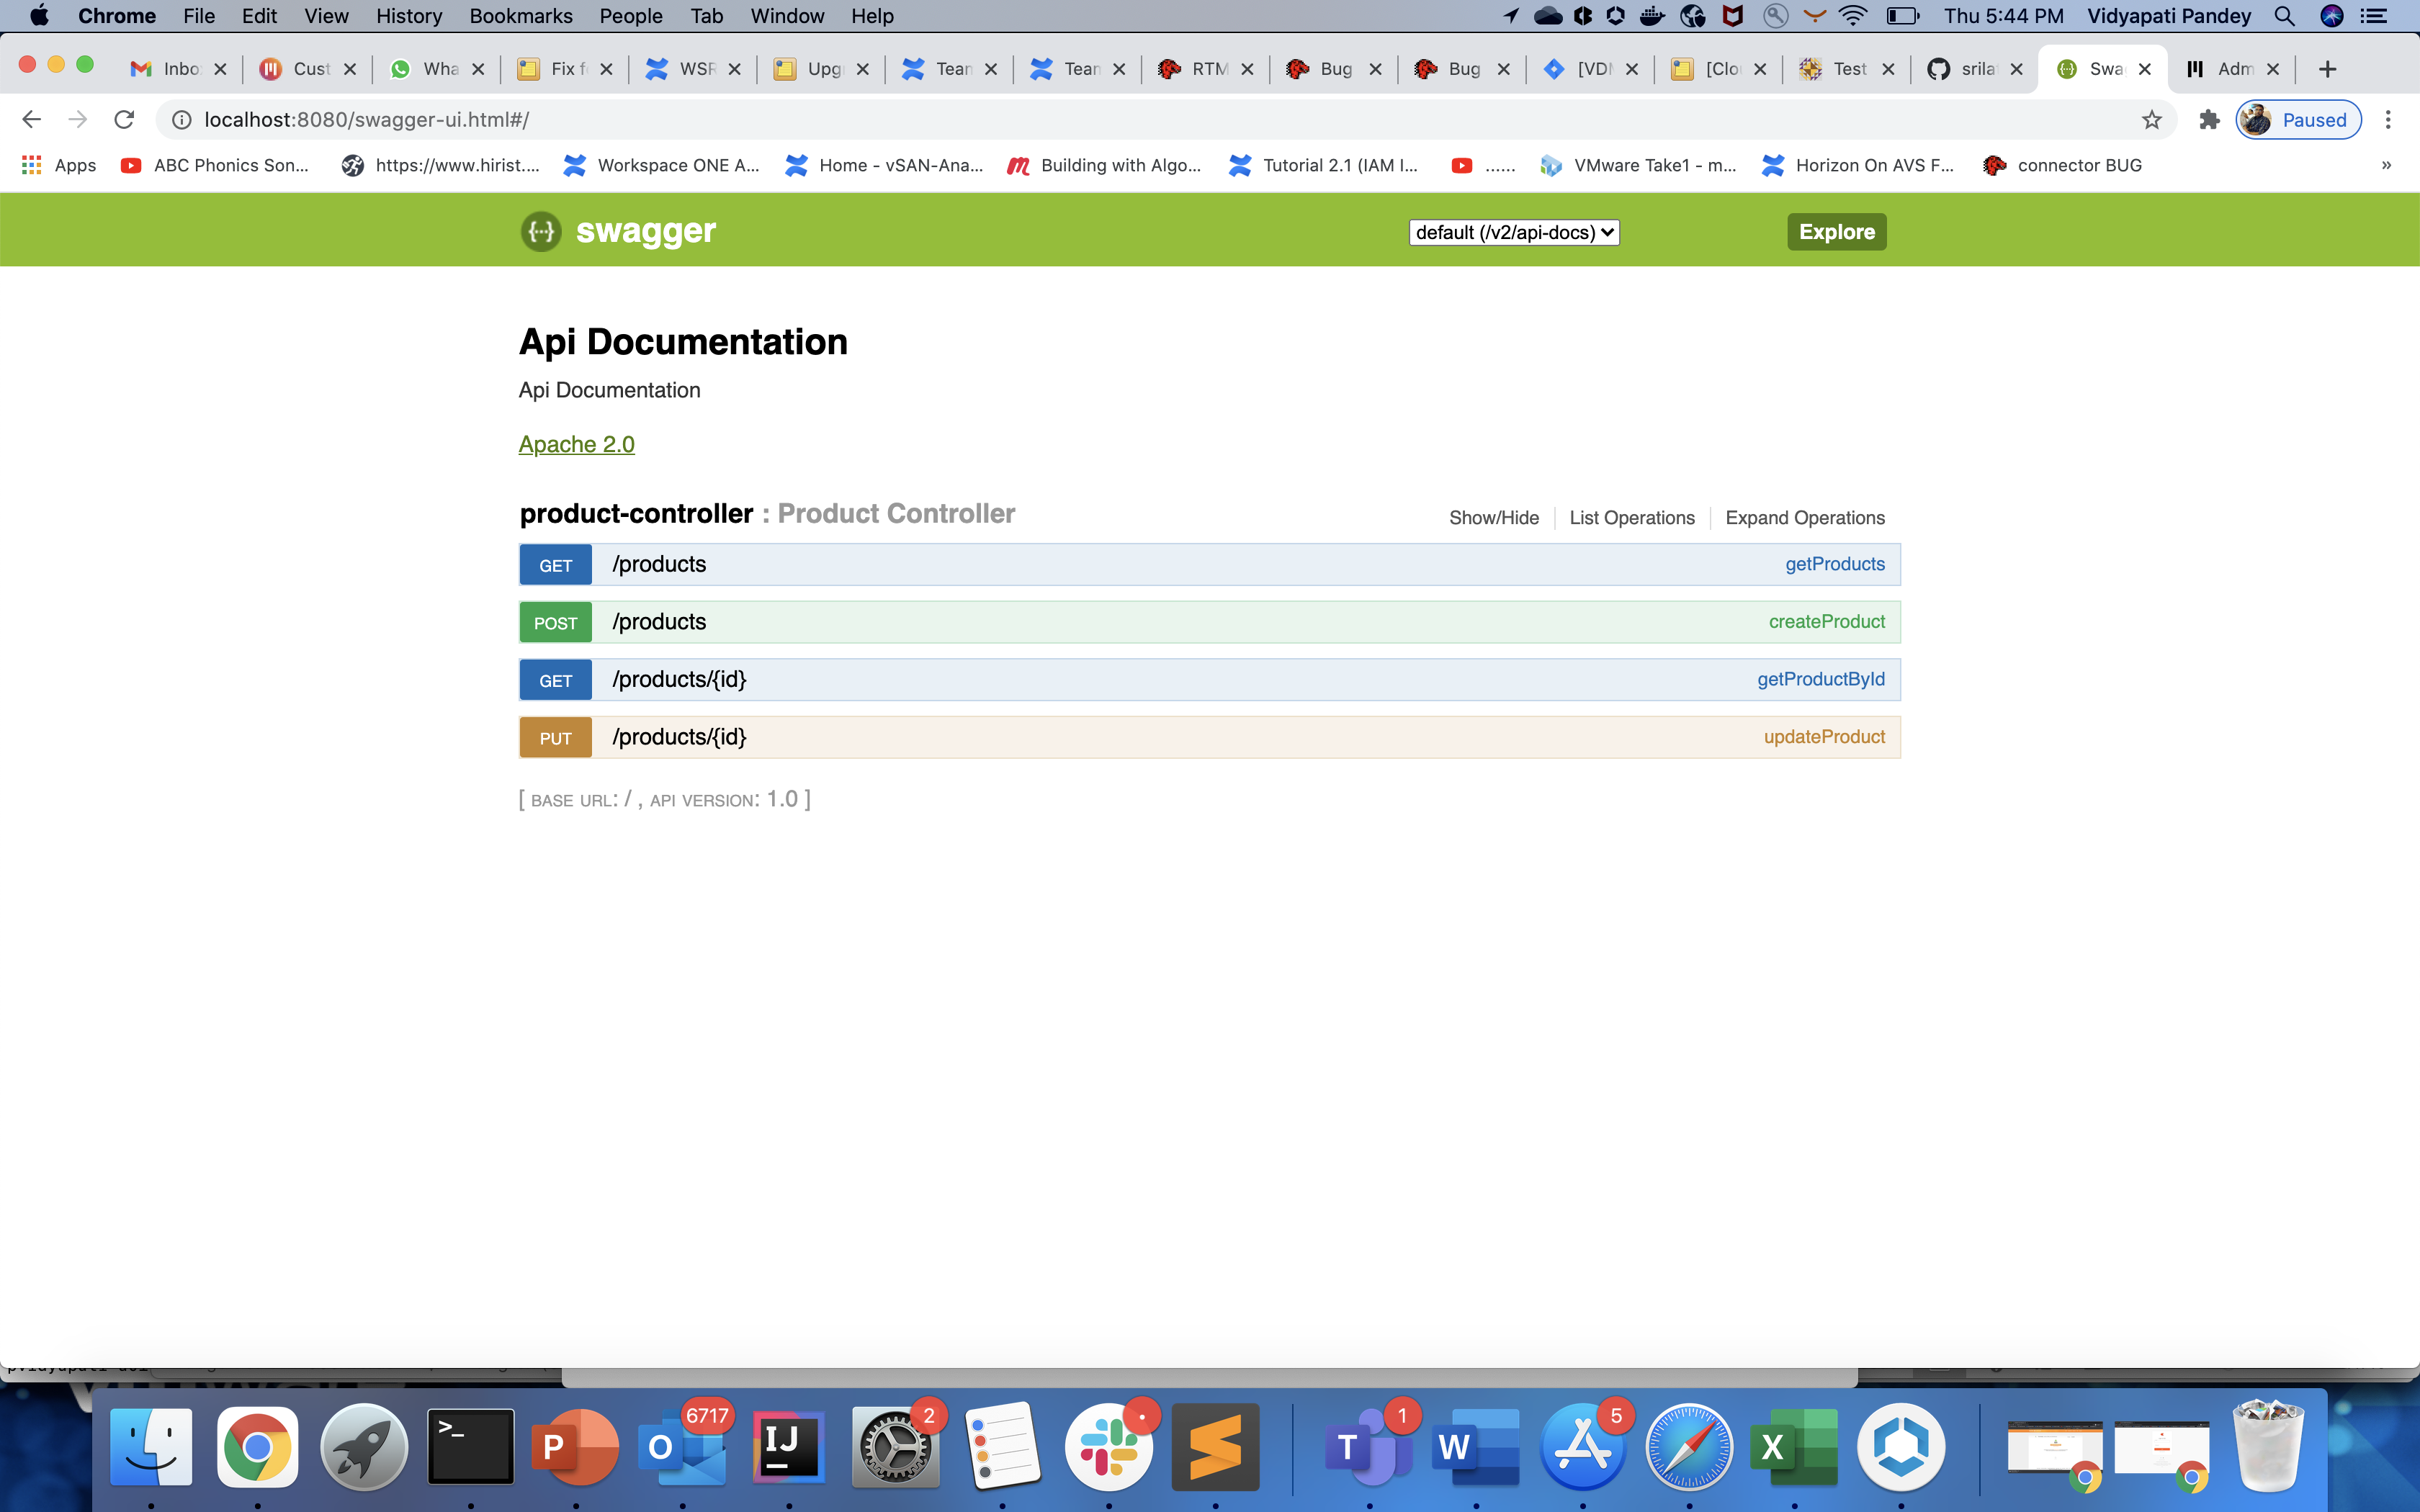 Chrome File Edit View History Bookmarks People Tab Window Help Thu 5:44 PM Vidyapati Pandey
Inbo Cust Wha Fix f WSR Upg Tean Tean RTM Bug Bug [VDM [Clo Test srila Swa Adm
localhost:8080/swagger-ui.html#/ Paused
Apps ABC Phonics Son... https://www.hirist.... Workspace ONE A... Home - vSAN-Ana... Building with Algo... Tutorial 2.1 (IAM I... ...... VMware Take1 - m... Horizon On AVS F... connector BUG »
{···} swagger default (/v2/api-docs) Explore
Api Documentation
Api Documentation
Apache 2.0
product-controller : Product Controller Show/Hide List Operations Expand Operations
GET /products getProducts
POST /products createProduct
GET /products/{id} getProductById
PUT /products/{id} updateProduct
[ BASE URL: / , API VERSION: 1.0 ]
6717 2 1 5
>_ P O IJ T W X